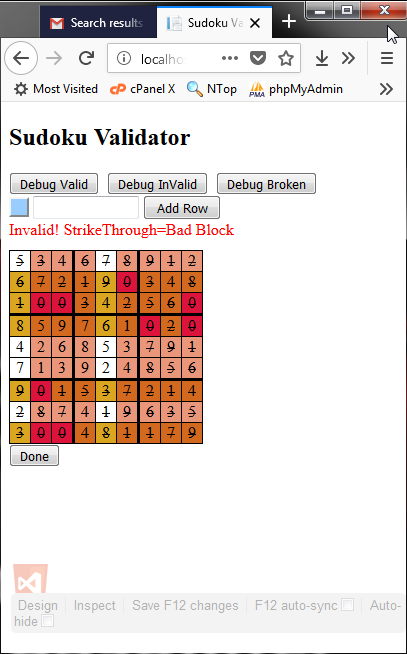 Search results
Sudoku Va
localho
Most Visited cPanel X NTop phpMyAdmin
Sudoku Validator
Debug Valid Debug InValid Debug Broken
Add Row
Invalid! StrikeThrough=Bad Block
5 3 4 6 7 8 9 1 2
6 7 2 1 9 0 3 4 8
1 0 0 3 4 2 5 6 0
8 5 9 7 6 1 0 2 0
4 2 6 8 5 3 7 9 1
7 1 3 9 2 4 8 5 6
9 0 1 5 3 7 2 1 4
2 8 7 4 1 9 6 3 5
3 0 0 4 8 1 1 7 9
Done
Design Inspect Save F12 changes F12 auto-sync Auto-
hide